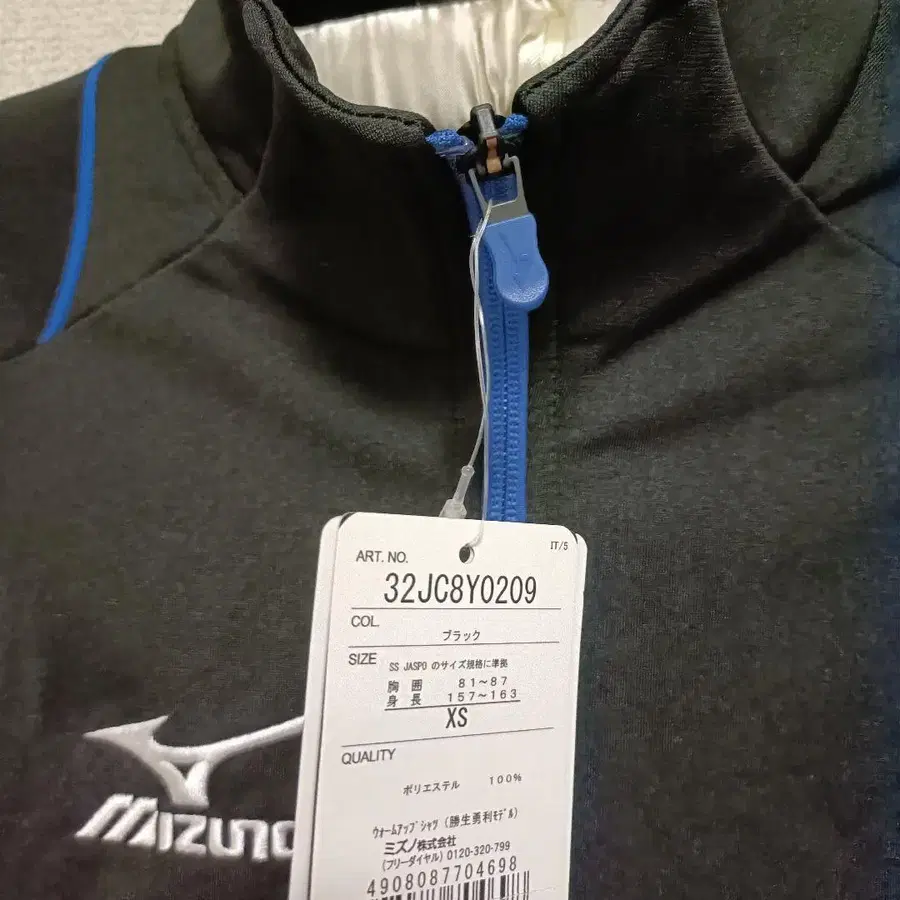 IT/5
ART. NO.
32JC8Y0209
COL.
ブラック
SIZE
SS JASPO のサイズ規格に準拠
胸囲 81~87
身長 157~163
XS
QUALITY
ポリエステル 100%
ウォームアップシャツ (勝生勇利モデル)
ミズノ株式会社
(フリーダイヤル) 0120-320-799
4908087704698
MIZUNO